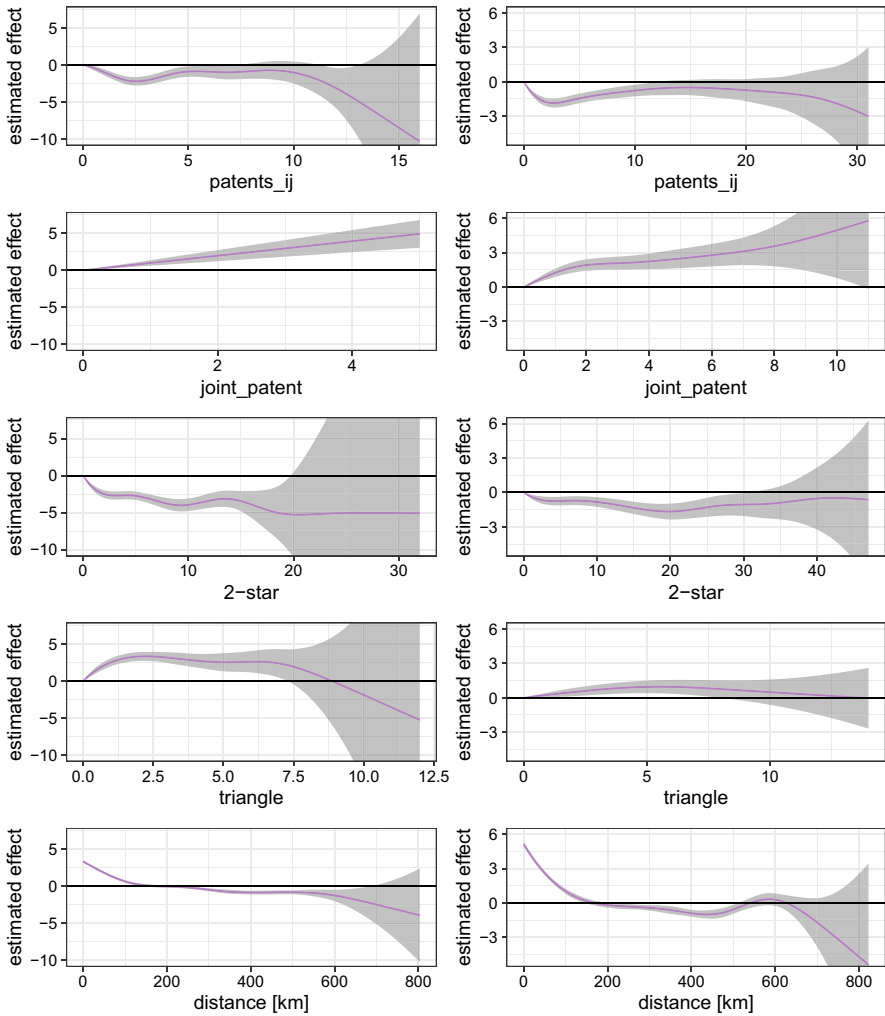 estimated effect
5
0
−5
−10
0 5 10 15
patents_ij
estimated effect
6
3
0
−3
0 10 20 30
patents_ij
estimated effect
5
0
−5
−10
0 2 4
joint_patent
estimated effect
6
3
0
−3
0 2 4 6 8 10
joint_patent
estimated effect
5
0
−5
−10
0 10 20 30
2−star
estimated effect
6
3
0
−3
0 10 20 30 40
2−star
estimated effect
5
0
−5
−10
0.0 2.5 5.0 7.5 10.0 12.5
triangle
estimated effect
6
3
0
−3
0 5 10
triangle
estimated effect
5
0
−5
−10
0 200 400 600 800
distance [km]
estimated effect
6
3
0
−3
0 200 400 600 800
distance [km]